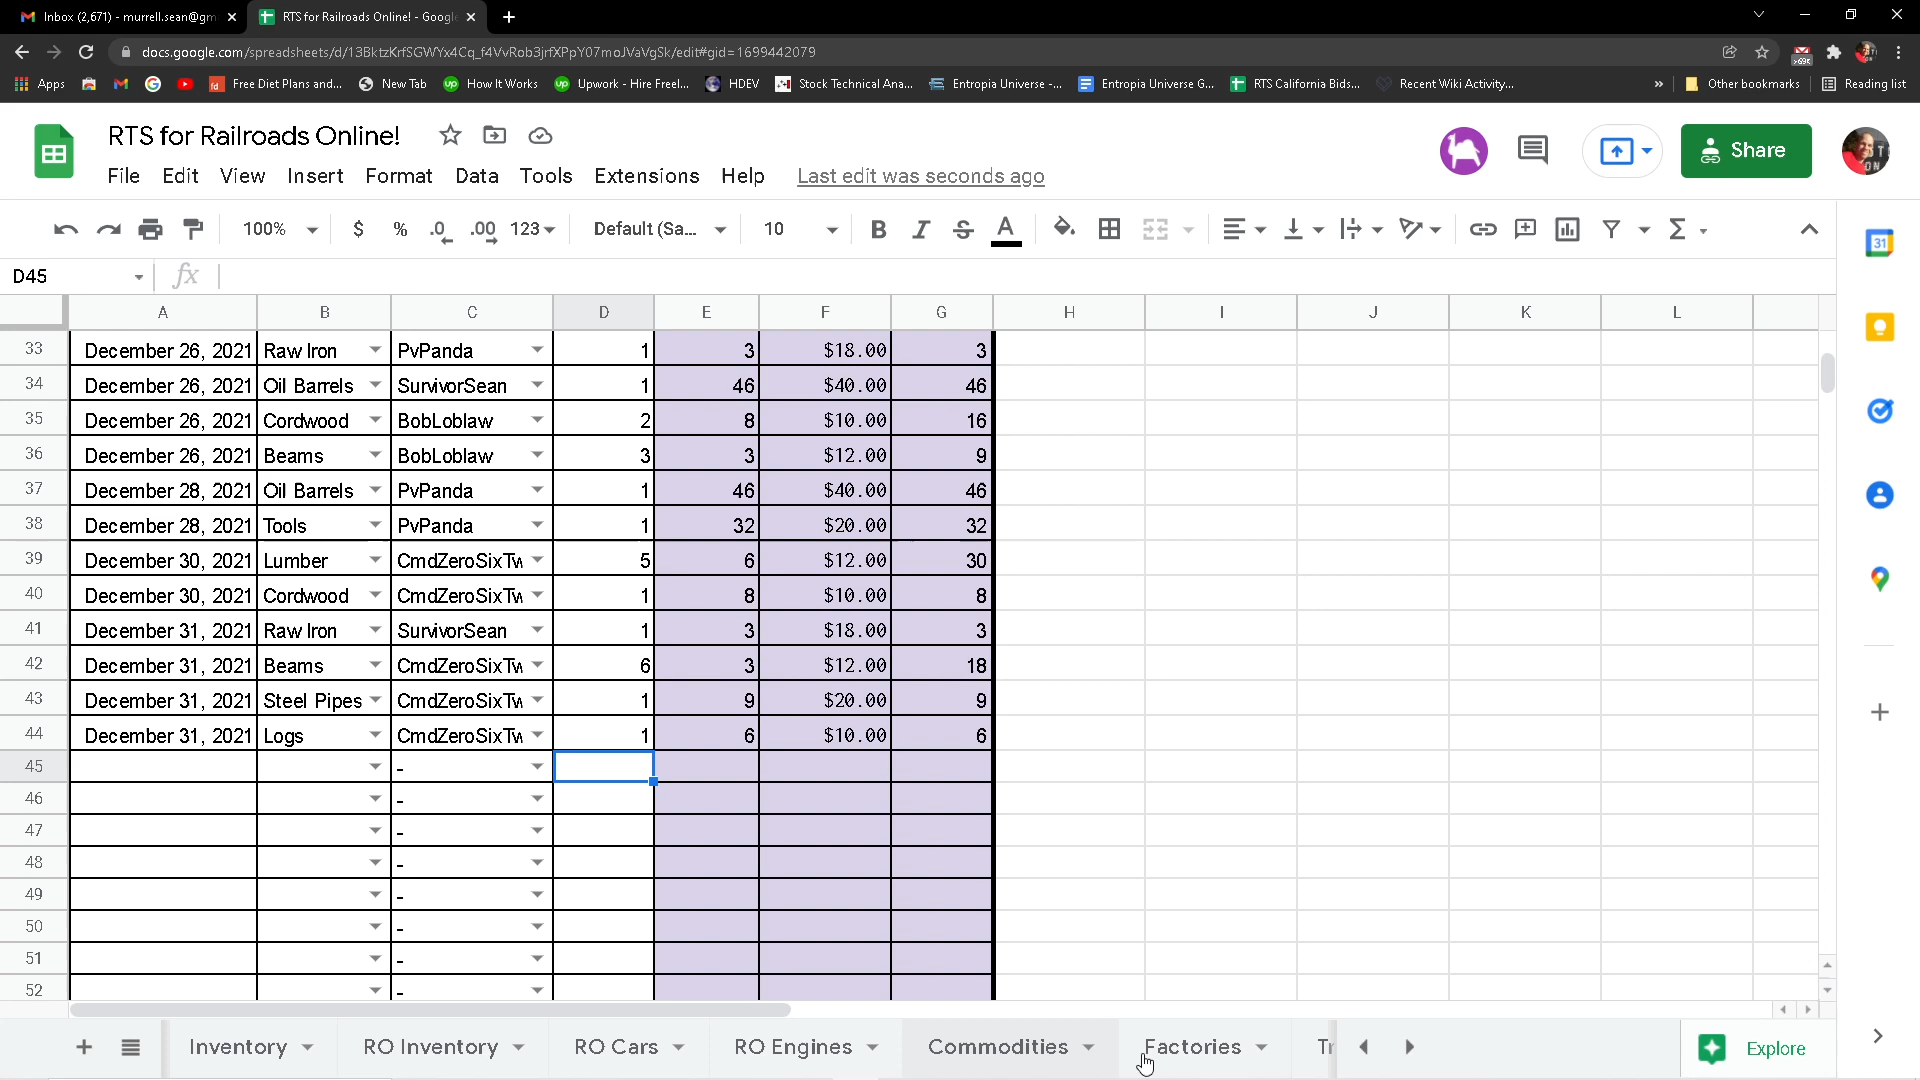 Inbox (2,671) - murrell.sean@gm
RTS for Railroads Online! - Google
docs.google.com/spreadsheets/d/13BktzKrfSGWYx4Cq_f4VvRob3jrfXPpY07moJVaVgSk/edit#gid=1699442079
>69k
Apps Free Diet Plans and... New Tab How It Works Upwork - Hire Freel... HDEV Stock Technical Ana... Entropia Universe -... Entropia Universe G... RTS California Bids... Recent Wiki Activity... » Other bookmarks Reading list
RTS for Railroads Online!
File Edit View Insert Format Data Tools Extensions Help Last edit was seconds ago
Share
100% $ % .0 .00 123 Default (Sa... 10 B I S A Σ
31
D45 fx
A B C D E F G H I J K L
33 December 26, 2021 Raw Iron PvPanda 1 3 $18.00 3
34 December 26, 2021 Oil Barrels SurvivorSean 1 46 $40.00 46
35 December 26, 2021 Cordwood BobLoblaw 2 8 $10.00 16
36 December 26, 2021 Beams BobLoblaw 3 3 $12.00 9
37 December 28, 2021 Oil Barrels PvPanda 1 46 $40.00 46
38 December 28, 2021 Tools PvPanda 1 32 $20.00 32
39 December 30, 2021 Lumber CmdZeroSixTw 5 6 $12.00 30
40 December 30, 2021 Cordwood CmdZeroSixTw 1 8 $10.00 8
41 December 31, 2021 Raw Iron SurvivorSean 1 3 $18.00 3
42 December 31, 2021 Beams CmdZeroSixTw 6 3 $12.00 18
43 December 31, 2021 Steel Pipes CmdZeroSixTw 1 9 $20.00 9
44 December 31, 2021 Logs CmdZeroSixTw 1 6 $10.00 6
45 -
46 -
47 -
48 -
49 -
50 -
51 -
52 -
Inventory RO Inventory RO Cars RO Engines Commodities Factories Tr Explore